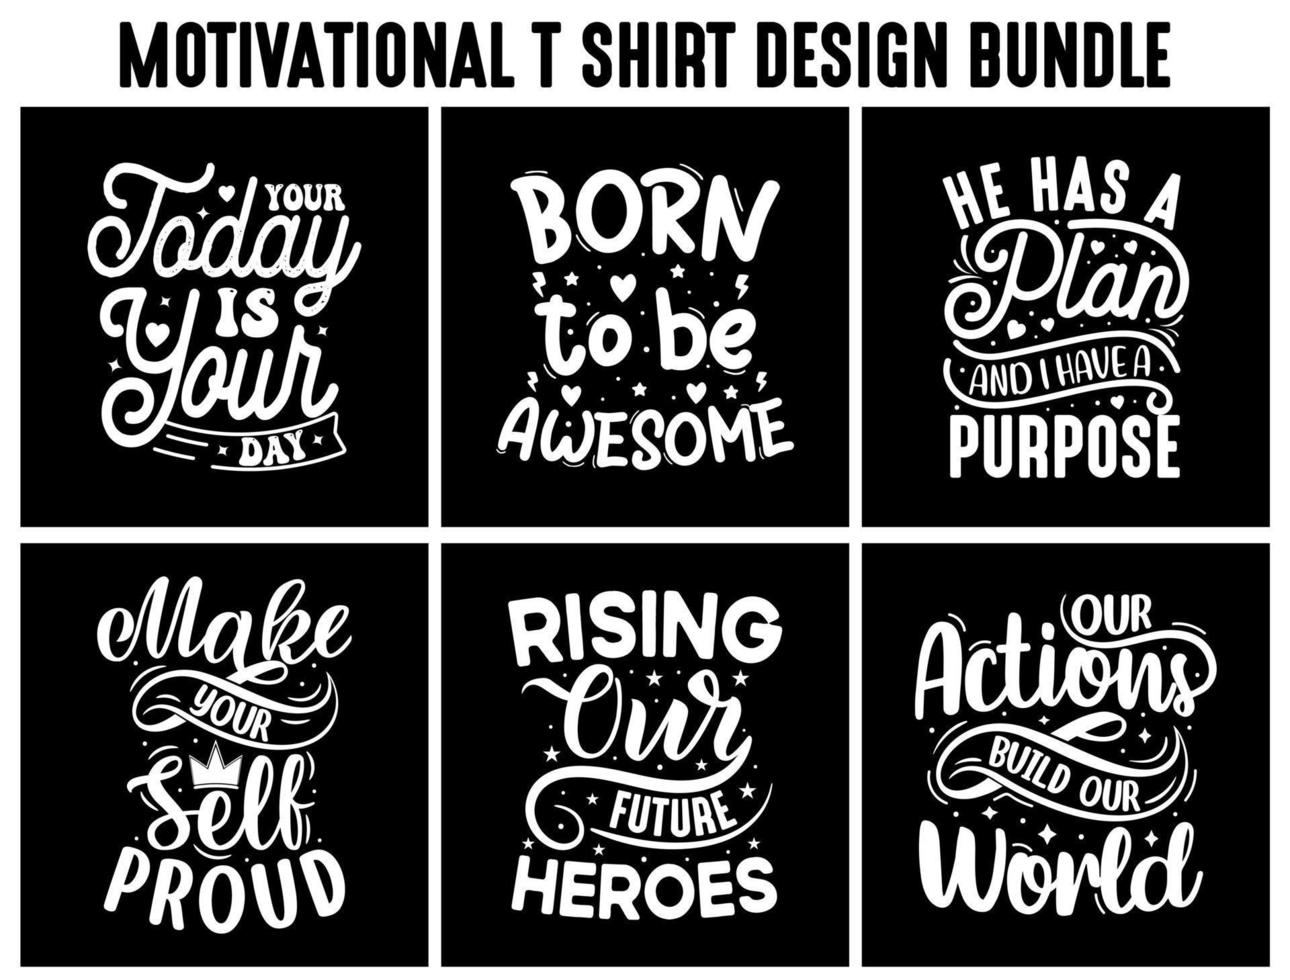 MOTIVATIONAL T SHIRT DESIGN BUNDLE
YOUR
Today
IS
Your
DAY
BORN
to be
AWESOME
HE HAS A
Plan
AND I HAVE A
PURPOSE
Make
YOUR
Self
PROUD
RISING
Our
FUTURE
HEROES
OUR
Actions
BUILD OUR
World